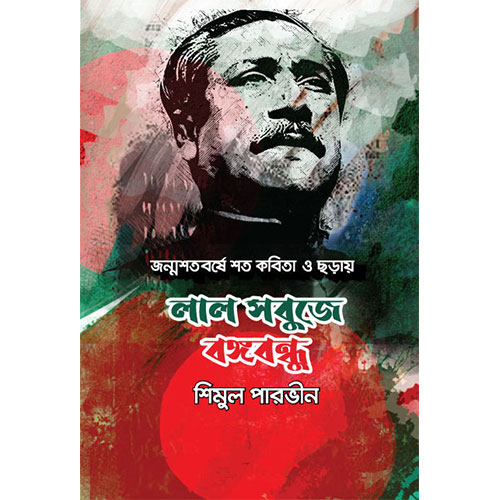 জন্মশতবর্ষে শত কবিতা ও ছড়ায়
লাল সবুজে
বঙ্গবন্ধু
শিমুল পারভীন